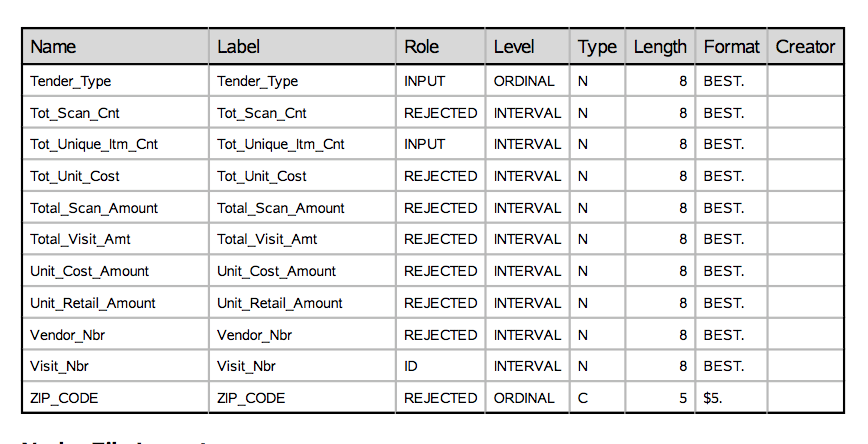 Name Label Role Level Type Length Format Creator
Tender_Type Tender_Type INPUT ORDINAL N 8 BEST.
Tot_Scan_Cnt Tot_Scan_Cnt REJECTED INTERVAL N 8 BEST.
Tot_Unique_Itm_Cnt Tot_Unique_Itm_Cnt INPUT INTERVAL N 8 BEST.
Tot_Unit_Cost Tot_Unit_Cost REJECTED INTERVAL N 8 BEST.
Total_Scan_Amount Total_Scan_Amount REJECTED INTERVAL N 8 BEST.
Total_Visit_Amt Total_Visit_Amt REJECTED INTERVAL N 8 BEST.
Unit_Cost_Amount Unit_Cost_Amount REJECTED INTERVAL N 8 BEST.
Unit_Retail_Amount Unit_Retail_Amount REJECTED INTERVAL N 8 BEST.
Vendor_Nbr Vendor_Nbr REJECTED INTERVAL N 8 BEST.
Visit_Nbr Visit_Nbr ID INTERVAL N 8 BEST.
ZIP_CODE ZIP_CODE REJECTED ORDINAL C 5 $5.